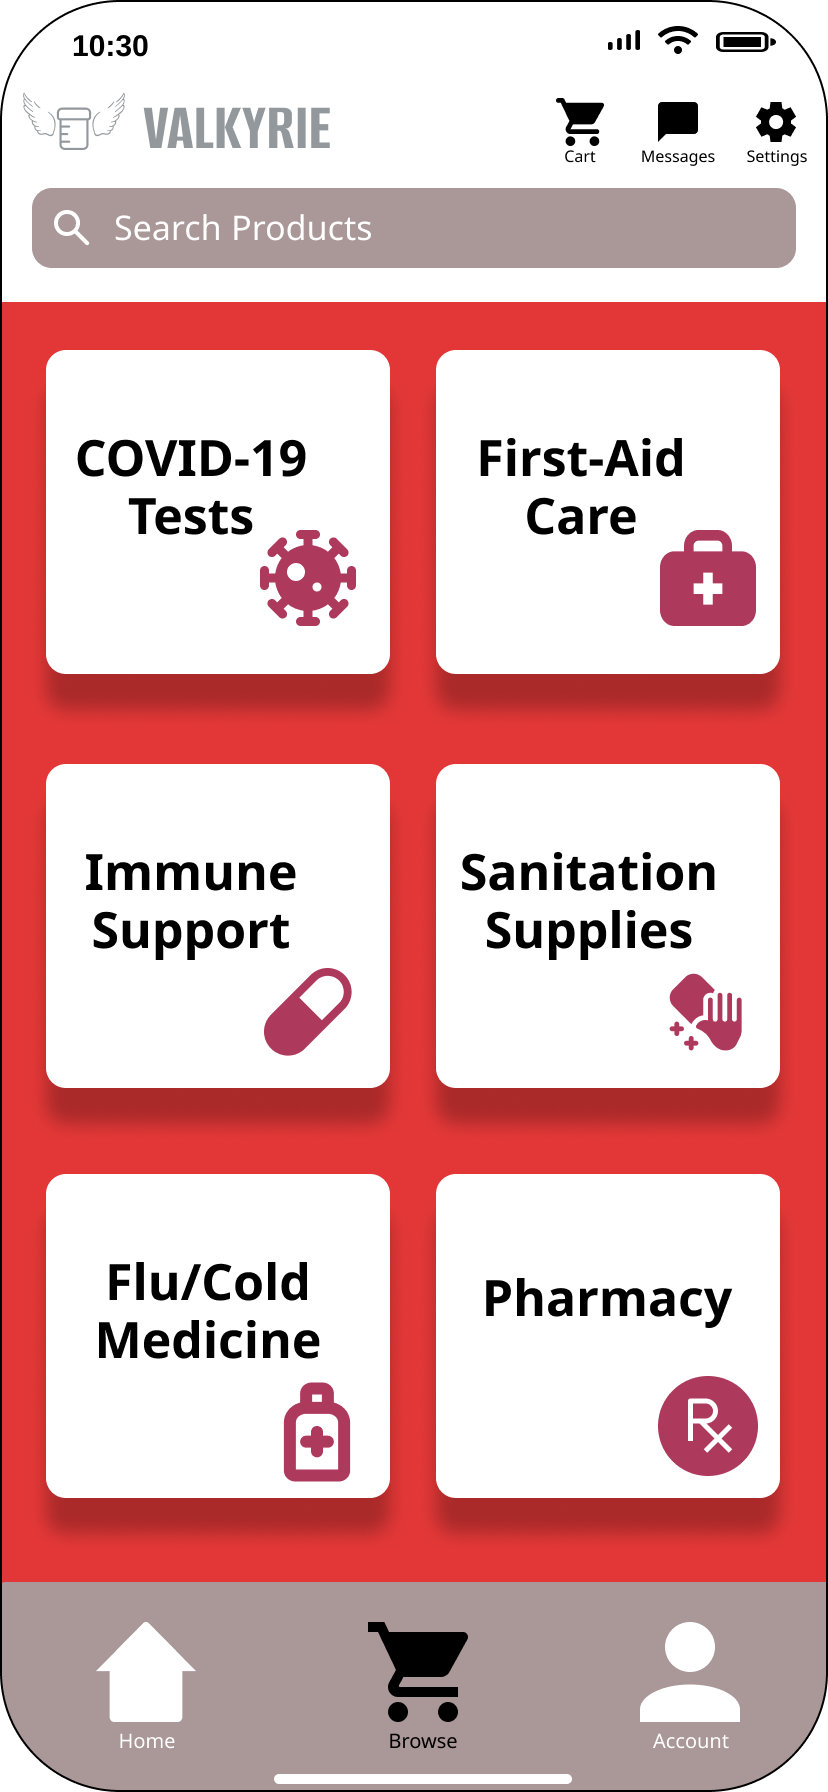 10:30
VALKYRIE
Cart
Messages
Settings
Search Products
COVID-19
Tests
First-Aid
Care
Immune
Support
Sanitation
Supplies
Flu/Cold
Medicine
Pharmacy
Rx
Home
Browse
Account